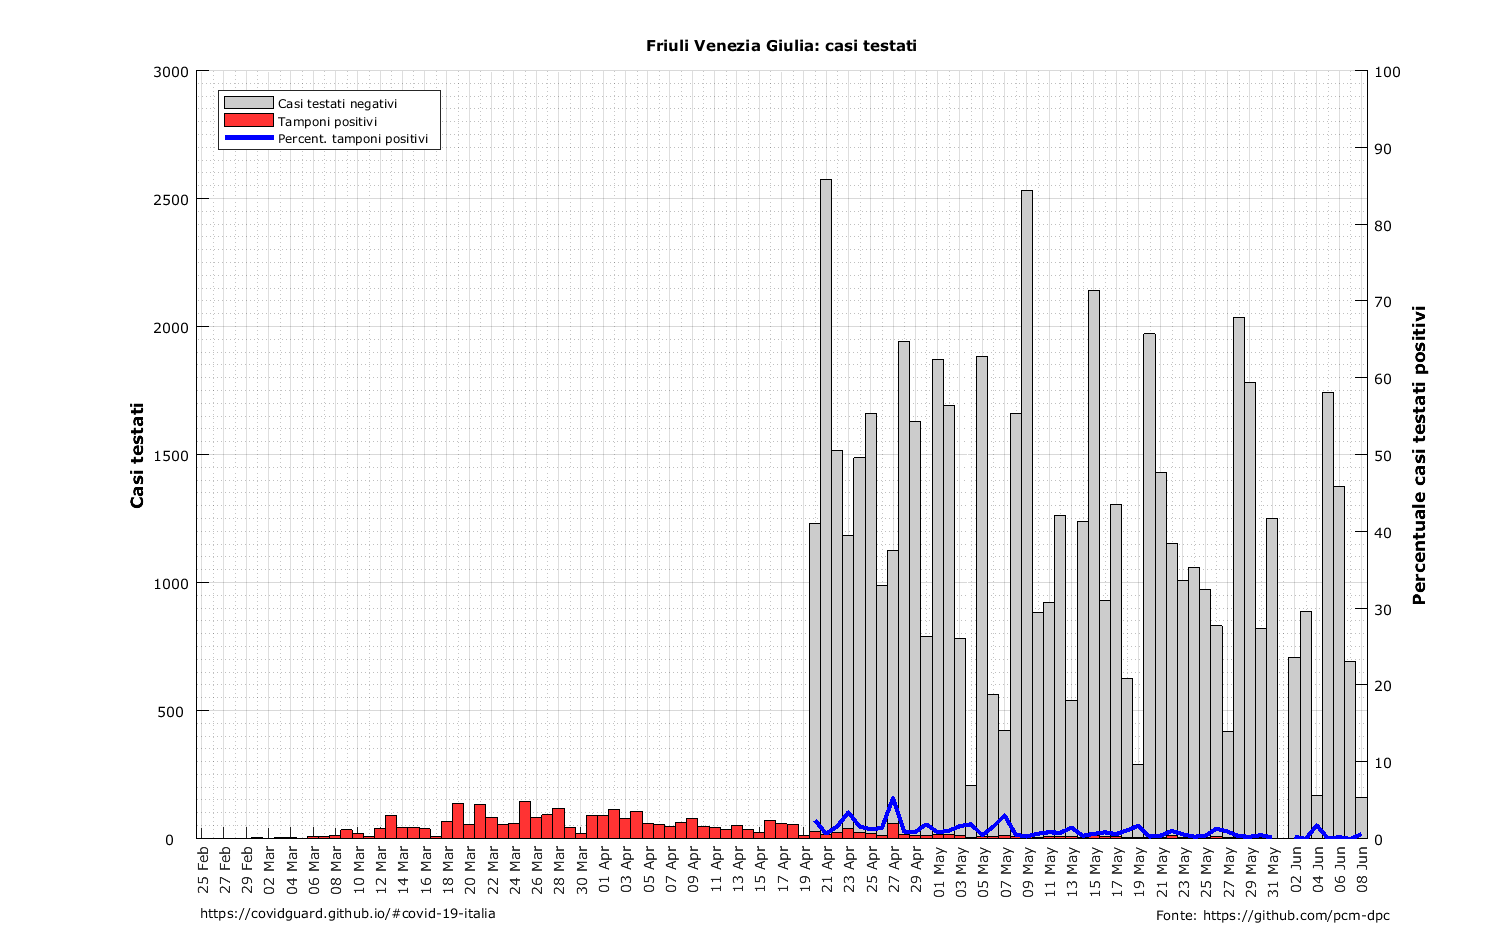 Friuli Venezia Giulia: casi testati
Casi testati negativi
Tamponi positivi
Percent. tamponi positivi
Casi testati
3000
2500
2000
1500
1000
500
0
100
90
80
70
60
50
40
30
20
10
0
Percentuale casi testati positivi
25 Feb
27 Feb
29 Feb
02 Mar
04 Mar
06 Mar
08 Mar
10 Mar
12 Mar
14 Mar
16 Mar
18 Mar
20 Mar
22 Mar
24 Mar
26 Mar
28 Mar
30 Mar
01 Apr
03 Apr
05 Apr
07 Apr
09 Apr
11 Apr
13 Apr
15 Apr
17 Apr
19 Apr
21 Apr
23 Apr
25 Apr
27 Apr
29 Apr
01 May
03 May
05 May
07 May
09 May
11 May
13 May
15 May
17 May
19 May
21 May
23 May
25 May
27 May
29 May
31 May
02 Jun
04 Jun
06 Jun
08 Jun
https://covidguard.github.io/#covid-19-italia
Fonte: https://github.com/pcm-dpc